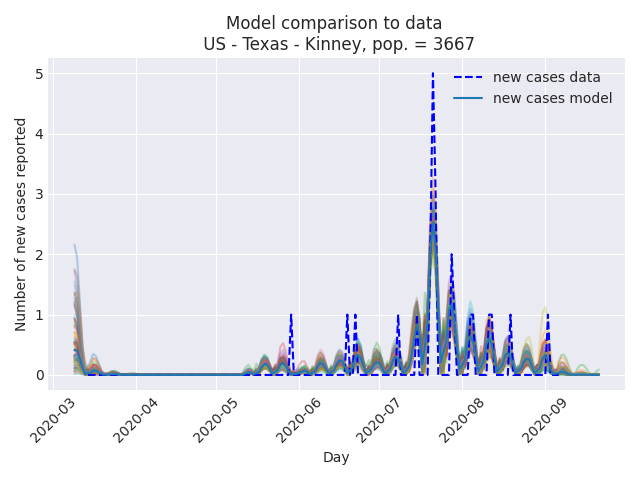 Model comparison to data
US - Texas - Kinney, pop. = 3667
new cases data
new cases model
Number of new cases reported
5
4
3
2
1
0
2020-03
2020-04
2020-05
2020-06
2020-07
2020-08
2020-09
Day